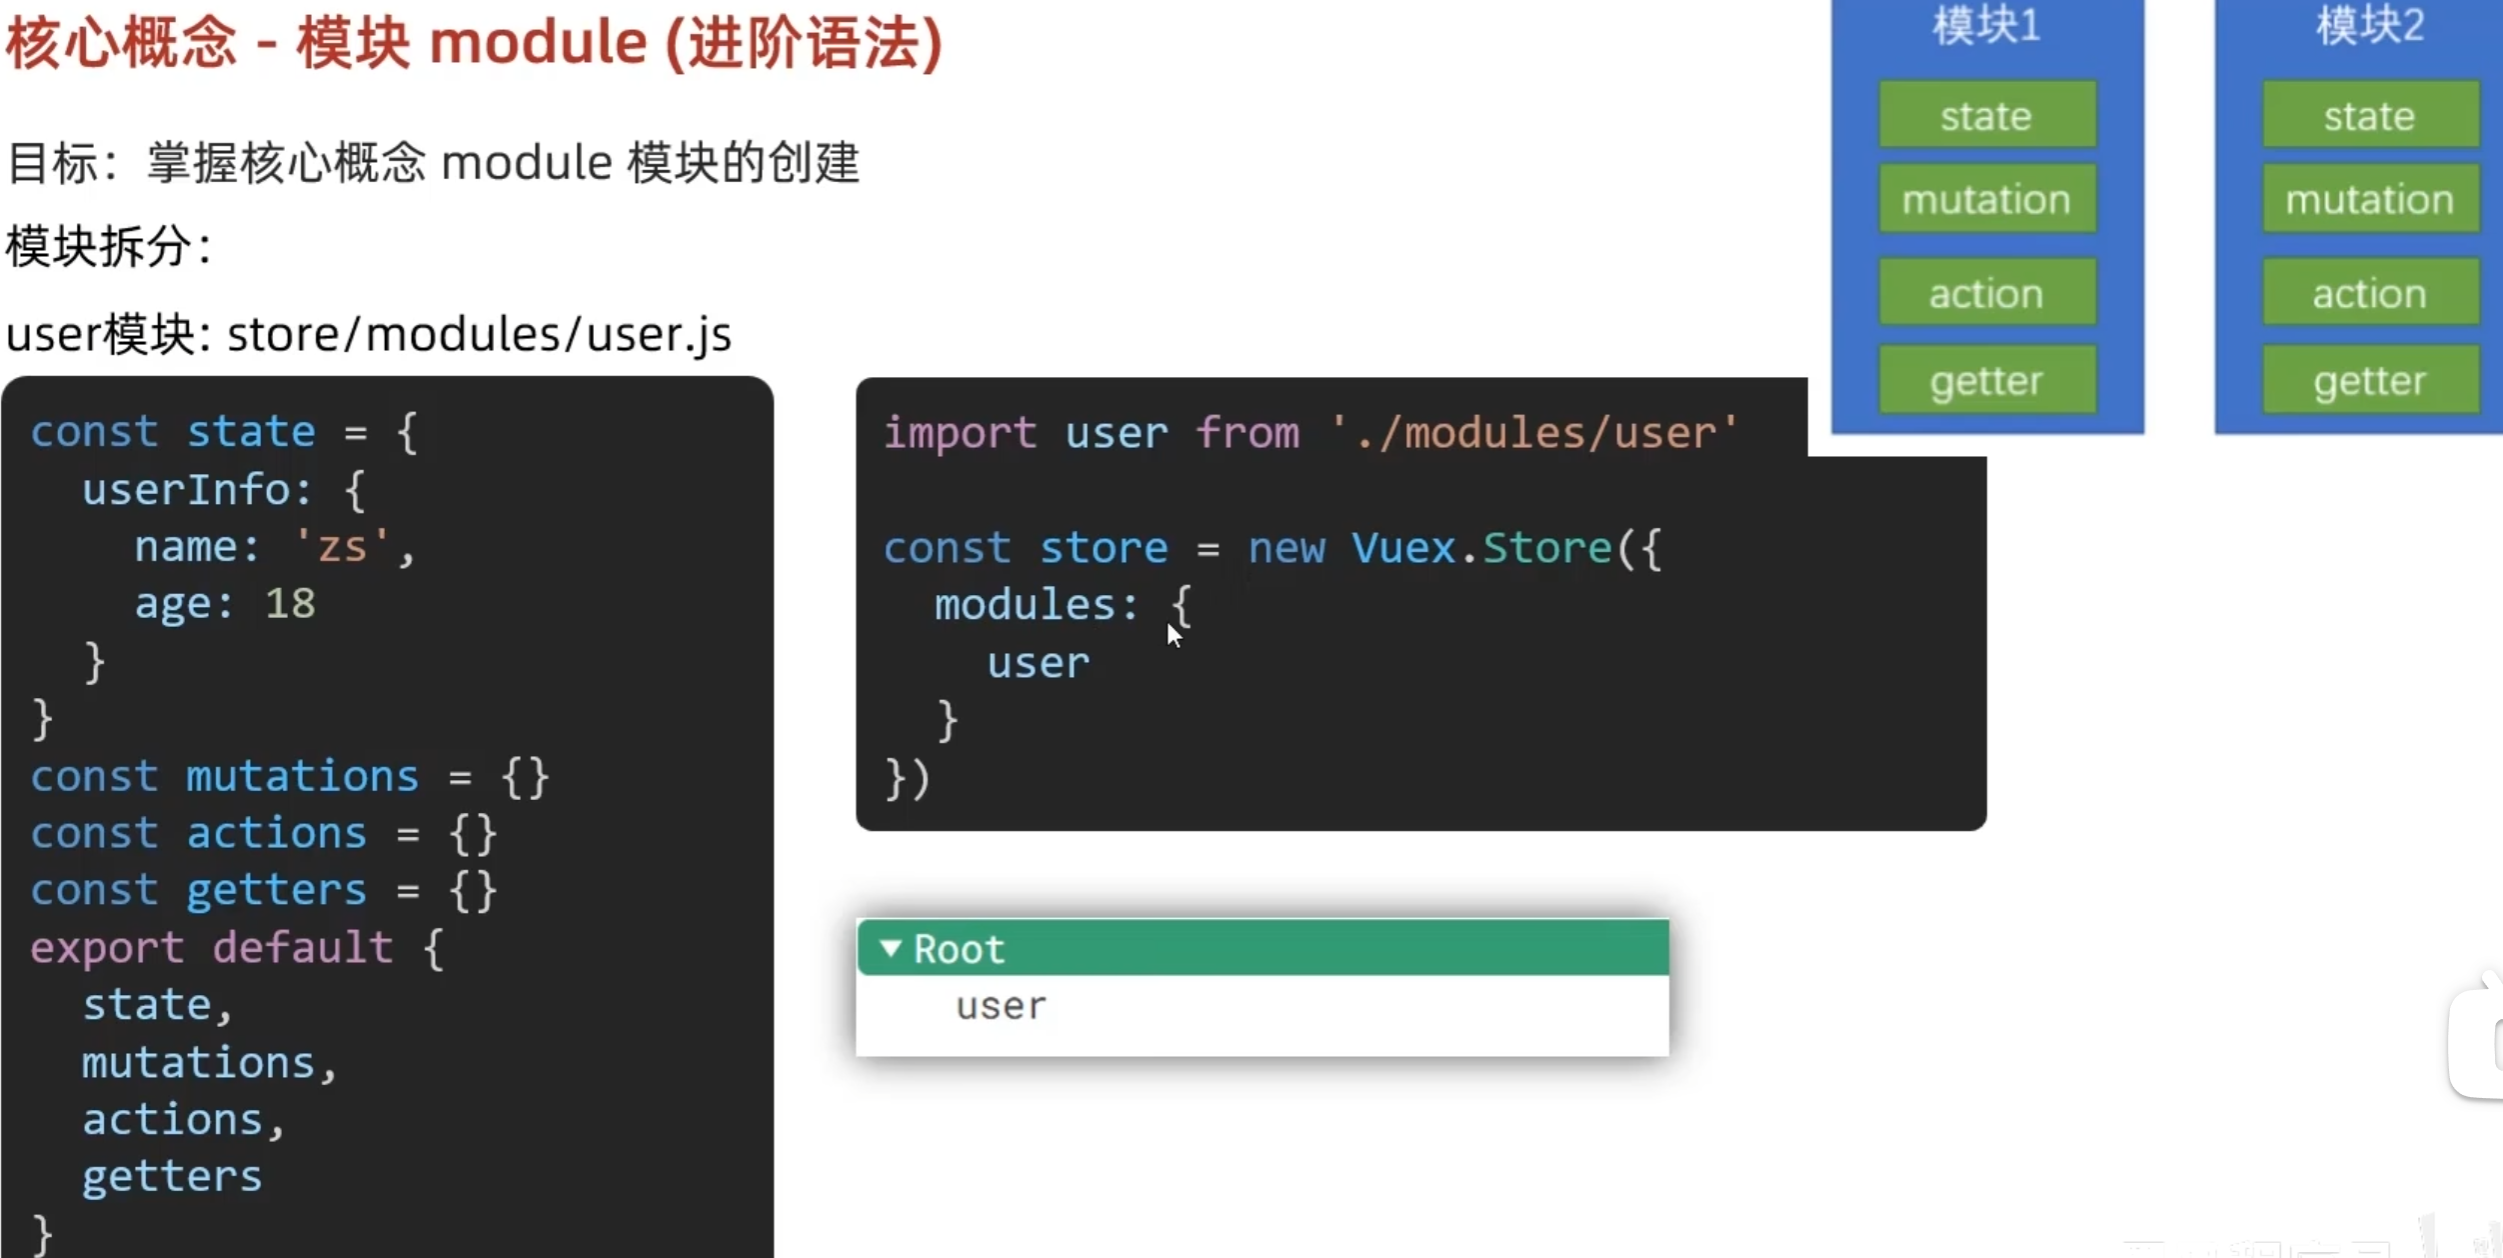 核心概念 - 模块 module (进阶语法)
目标：掌握核心概念 module 模块的创建
模块拆分：
user模块: store/modules/user.js
const state = {
  userInfo: {
    name: 'zs',
    age: 18
  }
}
const mutations = {}
const actions = {}
const getters = {}
export default {
  state,
  mutations,
  actions,
  getters
}
import user from './modules/user'
const store = new Vuex.Store({
  modules: {
    user
  }
})
Root
user
模块1
state
mutation
action
getter
模块2
state
mutation
action
getter